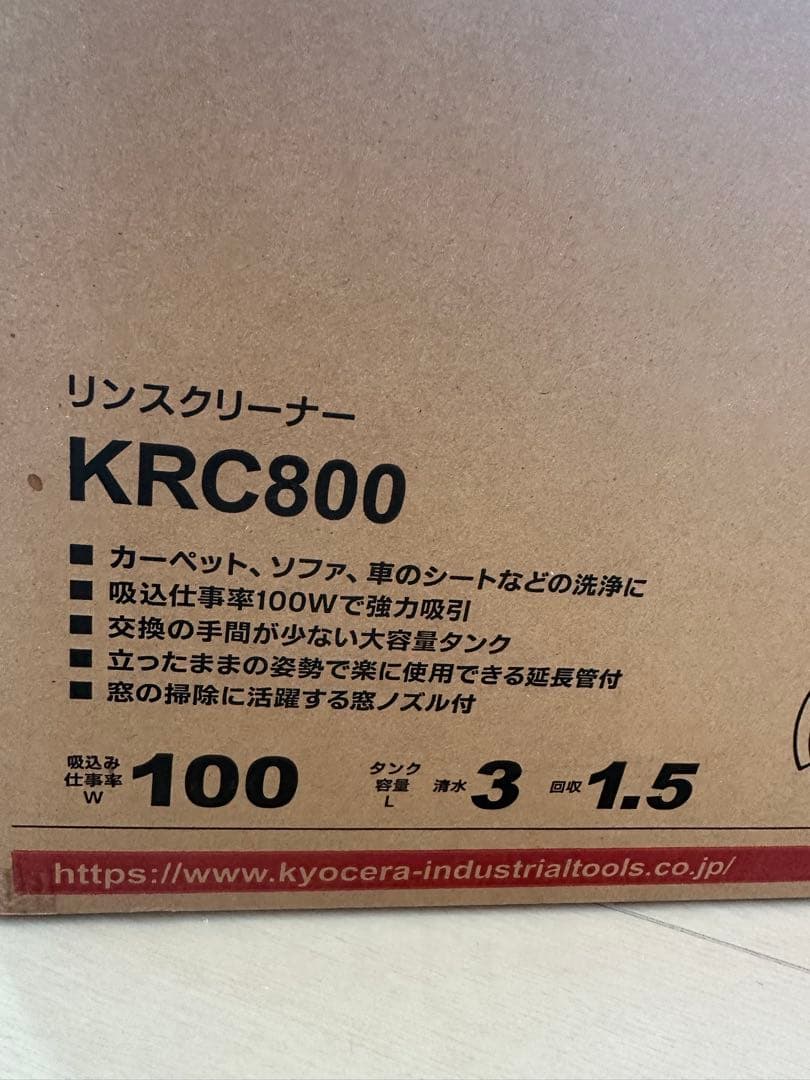 リンスクリーナー
KRC800
■ カーペット、ソファ、車のシートなどの洗浄に
■ 吸込仕事率100Wで強力吸引
■ 交換の手間が少ない大容量タンク
■ 立ったままの姿勢で楽に使用できる延長管付
■ 窓の掃除に活躍する窓ノズル付
吸込み仕事率W 100 タンク容量L 清水3 回収1.5
https://www.kyocera-industrialtools.co.jp/